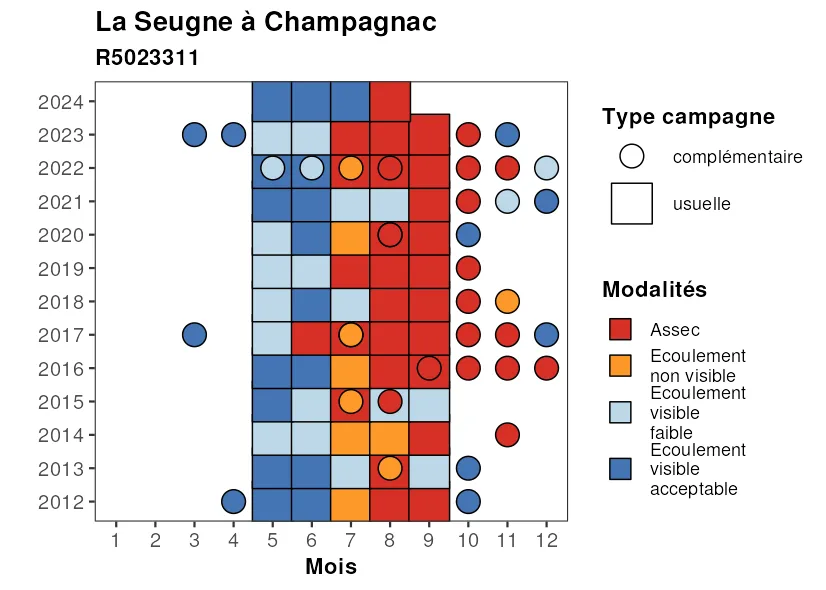 La Seugne à Champagnac
R5023311
2024
2023
2022
2021
2020
2019
2018
2017
2016
2015
2014
2013
2012
1 2 3 4 5 6 7 8 9 10 11 12
Mois
Type campagne
complémentaire
usuelle
Modalités
Assec
Ecoulement
non visible
Ecoulement
visible
faible
Ecoulement
visible
acceptable